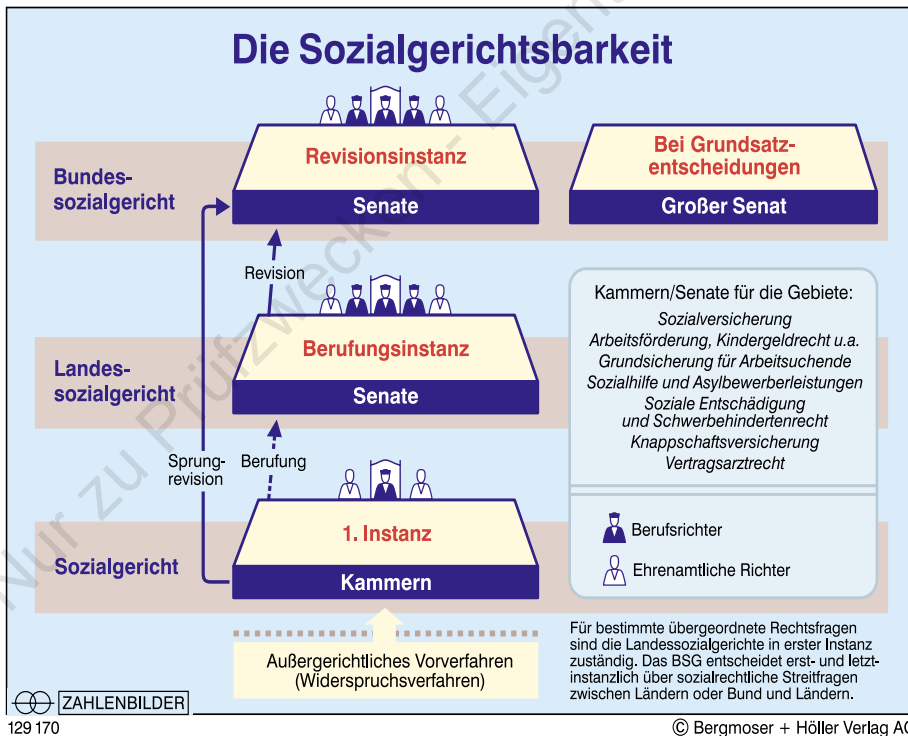 Die Sozialgerichtsbarkeit
Bundes-
sozialgericht
Revisionsinstanz
Senate
Bei Grundsatz-
entscheidungen
Großer Senat
Revision
Landes-
sozialgericht
Berufungsinstanz
Senate
Sprung-
revision
Berufung
Sozialgericht
1. Instanz
Kammern
Außergerichtliches Vorverfahren
(Widerspruchsverfahren)
Kammern/Senate für die Gebiete:
Sozialversicherung
Arbeitsförderung, Kindergeldrecht u.a.
Grundsicherung für Arbeitsuchende
Sozialhilfe und Asylbewerberleistungen
Soziale Entschädigung
und Schwerbehindertenrecht
Knappschaftsversicherung
Vertragsarztrecht
Berufsrichter
Ehrenamtliche Richter
Für bestimmte übergeordnete Rechtsfragen
sind die Landessozialgerichte in erster Instanz
zuständig. Das BSG entscheidet erst- und letzt-
instanzlich über sozialrechtliche Streitfragen
zwischen Ländern oder Bund und Ländern.
ZAHLENBILDER
129 170
© Bergmoser + Höller Verlag AG
Nur zu Prüfzwecken - Eigen